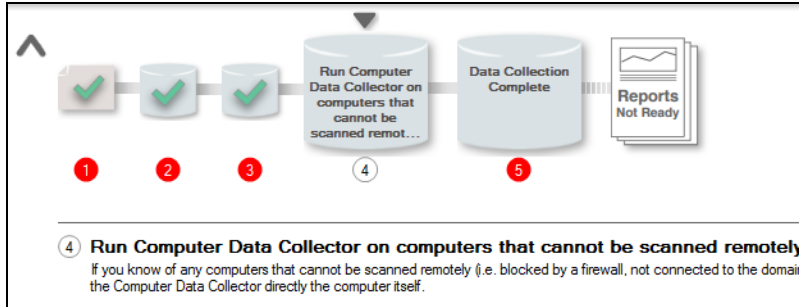 Run Computer
Data Collector on
computers that
cannot be
scanned remot...
Data Collection
Complete
Reports
Not Ready
1
2
3
4
5
4 Run Computer Data Collector on computers that cannot be scanned remotely
If you know of any computers that cannot be scanned remotely (i.e. blocked by a firewall, not connected to the domain
the Computer Data Collector directly the computer itself.